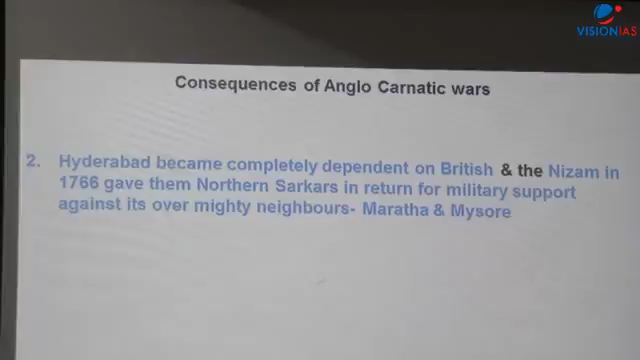 VISIONIAS
Consequences of Anglo Carnatic wars
2. Hyderabad became completely dependent on British & the Nizam in
1766 gave them Northern Sarkars in return for military support
against its over mighty neighbours- Maratha & Mysore